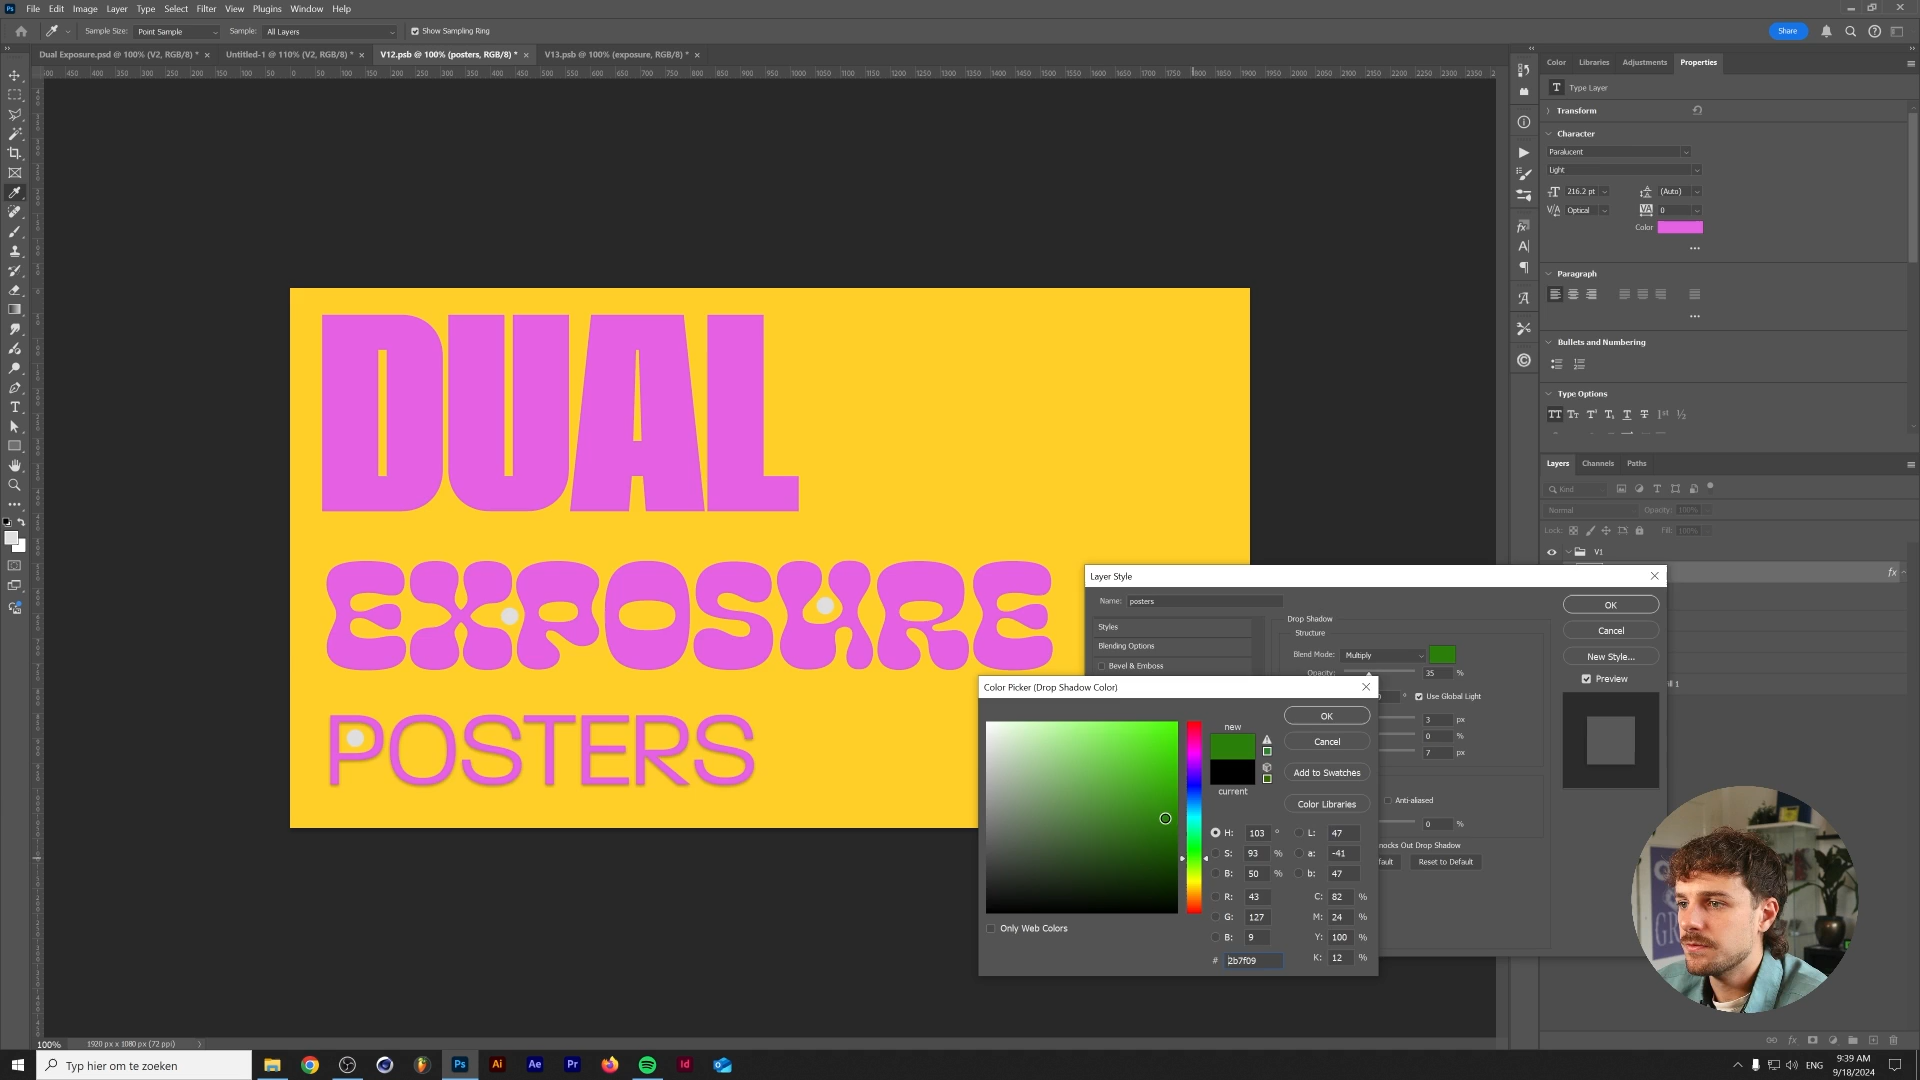 File Edit Image Layer Type Select Filter View Plugins Window Help
Sample Size: Point Sample Sample: All Layers Show Sampling Ring
Share
Dual Exposure.psd @ 100% (V2, RGB/8) * Untitled-1 @ 110% (V2, RGB/8) * V12.psb @ 100% (posters, RGB/8) * V13.psb @ 100% (exposure, RGB/8) *
Color Libraries Adjustments Properties
Type Layer
Transform
Character
Paralucent
Light
216.2 pt (Auto)
Optical 0
Color
Paragraph
Bullets and Numbering
Type Options
Layers Channels Paths
Kind
Normal Opacity: 100%
Lock: Fill: 100%
V1
fx
DUAL
EXPOSURE
POSTERS
Layer Style
Name: posters
Styles
Blending Options
Bevel & Emboss
Drop Shadow
Structure
Blend Mode: Multiply
Opacity: 35 %
° Use Global Light
3 px
0 %
7 px
Anti-aliased
0 %
nocks Out Drop Shadow
fault Reset to Default
OK
Cancel
New Style...
Preview
Color Picker (Drop Shadow Color)
new
current
OK
Cancel
Add to Swatches
Color Libraries
H: 103 ° L: 47
S: 93 % a: -41
B: 50 % b: 47
R: 43 C: 82 %
G: 127 M: 24 %
B: 9 Y: 100 %
# 2b7f09 K: 12 %
Only Web Colors
100% 1920 px x 1080 px (72 ppi)
Typ hier om te zoeken
Ps Ai Ae Pr Id
ENG
9:39 AM
9/18/2024